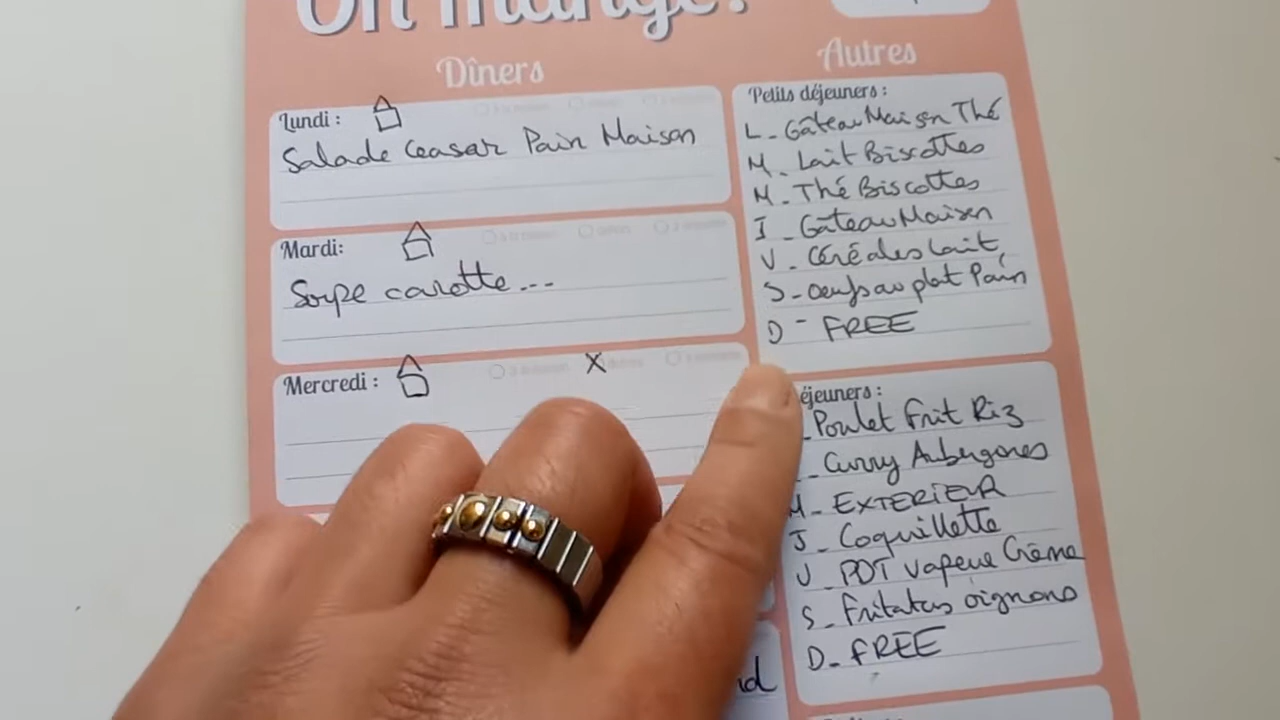 On mange?
Dîners
Lundi :
Salade Ceasar Pain Maison
Mardi:
Soupe carotte...
Mercredi :
X
Autres
Petits déjeuners :
L - Gâteau Maison Thé
M - Lait Biscottes
M - Thé Biscottes
J - Gâteau Maison
V - Céréales Lait
S - oeufs au plat Pain
D - FREE
éjeuners :
Poulet Frit Riz
- Curry Aubergines
M - EXTERIEUR
J - Coquillette
V - PDT vapeur Crème
S - Fritatas oignons
D - FREE